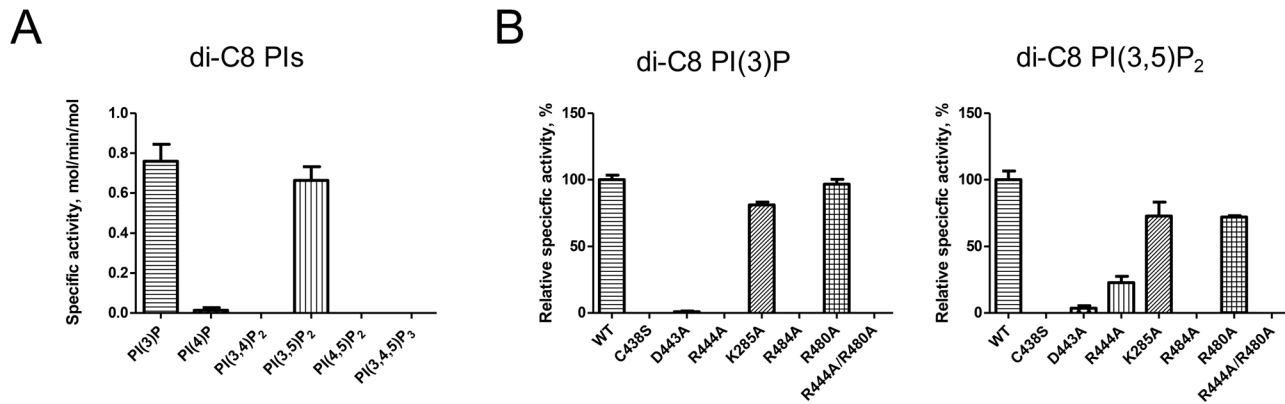 A
B
di-C8 PIs
di-C8 PI(3)P
di-C8 PI(3,5)P₂
Specific activity, mol/min/mol
1.0
0.8
0.6
0.4
0.2
0.0
PI(3)P
PI(4)P
PI(3,4)P₂
PI(3,5)P₂
PI(4,5)P₂
PI(3,4,5)P₃
Relative specicfic activity, %
150
100
50
0
WT
C438S
D443A
R444A
K285A
R484A
R480A
R444A/R480A
Relative specicfic activity, %
150
100
50
0
WT
C438S
D443A
R444A
K285A
R484A
R480A
R444A/R480A